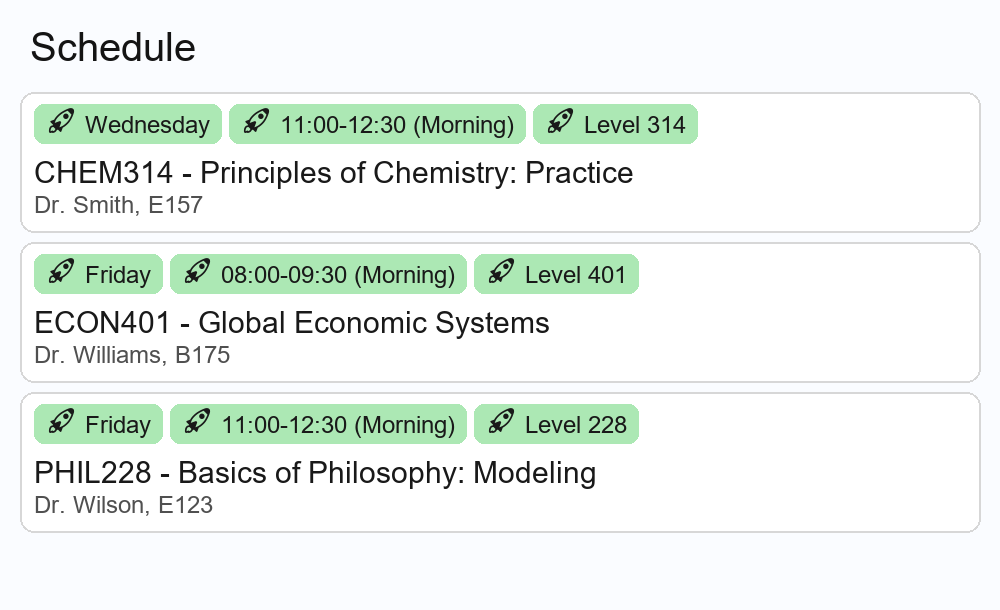 Schedule
Wednesday 11:00-12:30 (Morning) Level 314
CHEM314 - Principles of Chemistry: Practice
Dr. Smith, E157
Friday 08:00-09:30 (Morning) Level 401
ECON401 - Global Economic Systems
Dr. Williams, B175
Friday 11:00-12:30 (Morning) Level 228
PHIL228 - Basics of Philosophy: Modeling
Dr. Wilson, E123